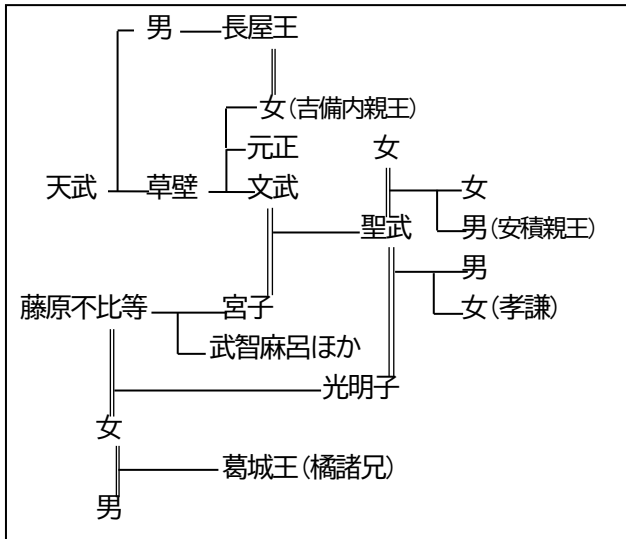 男 長屋王
女(吉備内親王)
元正 女
天武 草壁 文武 女
聖武 男(安積親王)
男
藤原不比等 宮子 女(孝謙)
武智麻呂ほか
光明子
女
葛城王(橘諸兄)
男